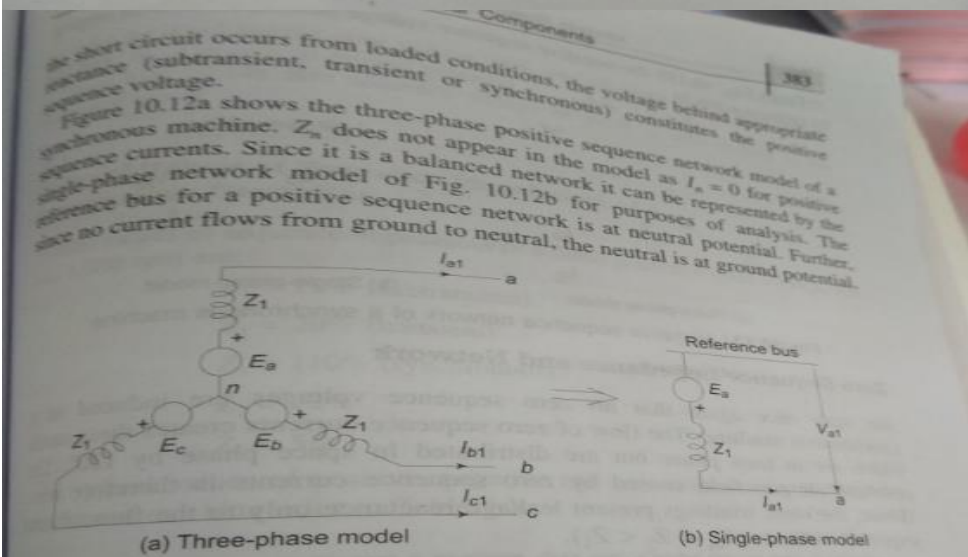 Components
383
the short circuit occurs from loaded conditions, the voltage behind appropriate
reactance (subtransient, transient or synchronous) constitutes the positive
sequence voltage.
Figure 10.12a shows the three-phase positive sequence network model of a
synchronous machine. Zn does not appear in the model as In = 0 for positive
sequence currents. Since it is a balanced network it can be represented by the
single-phase network model of Fig. 10.12b for purposes of analysis. The
reference bus for a positive sequence network is at neutral potential. Further,
since no current flows from ground to neutral, the neutral is at ground potential.
Ia1
a
Z1
+
Ea
n
Z1
+
Ec
+
Eb
Z1
Ib1
b
Ic1
c
(a) Three-phase model
Reference bus
Ea
+
Va1
Z1
Ia1
a
(b) Single-phase model